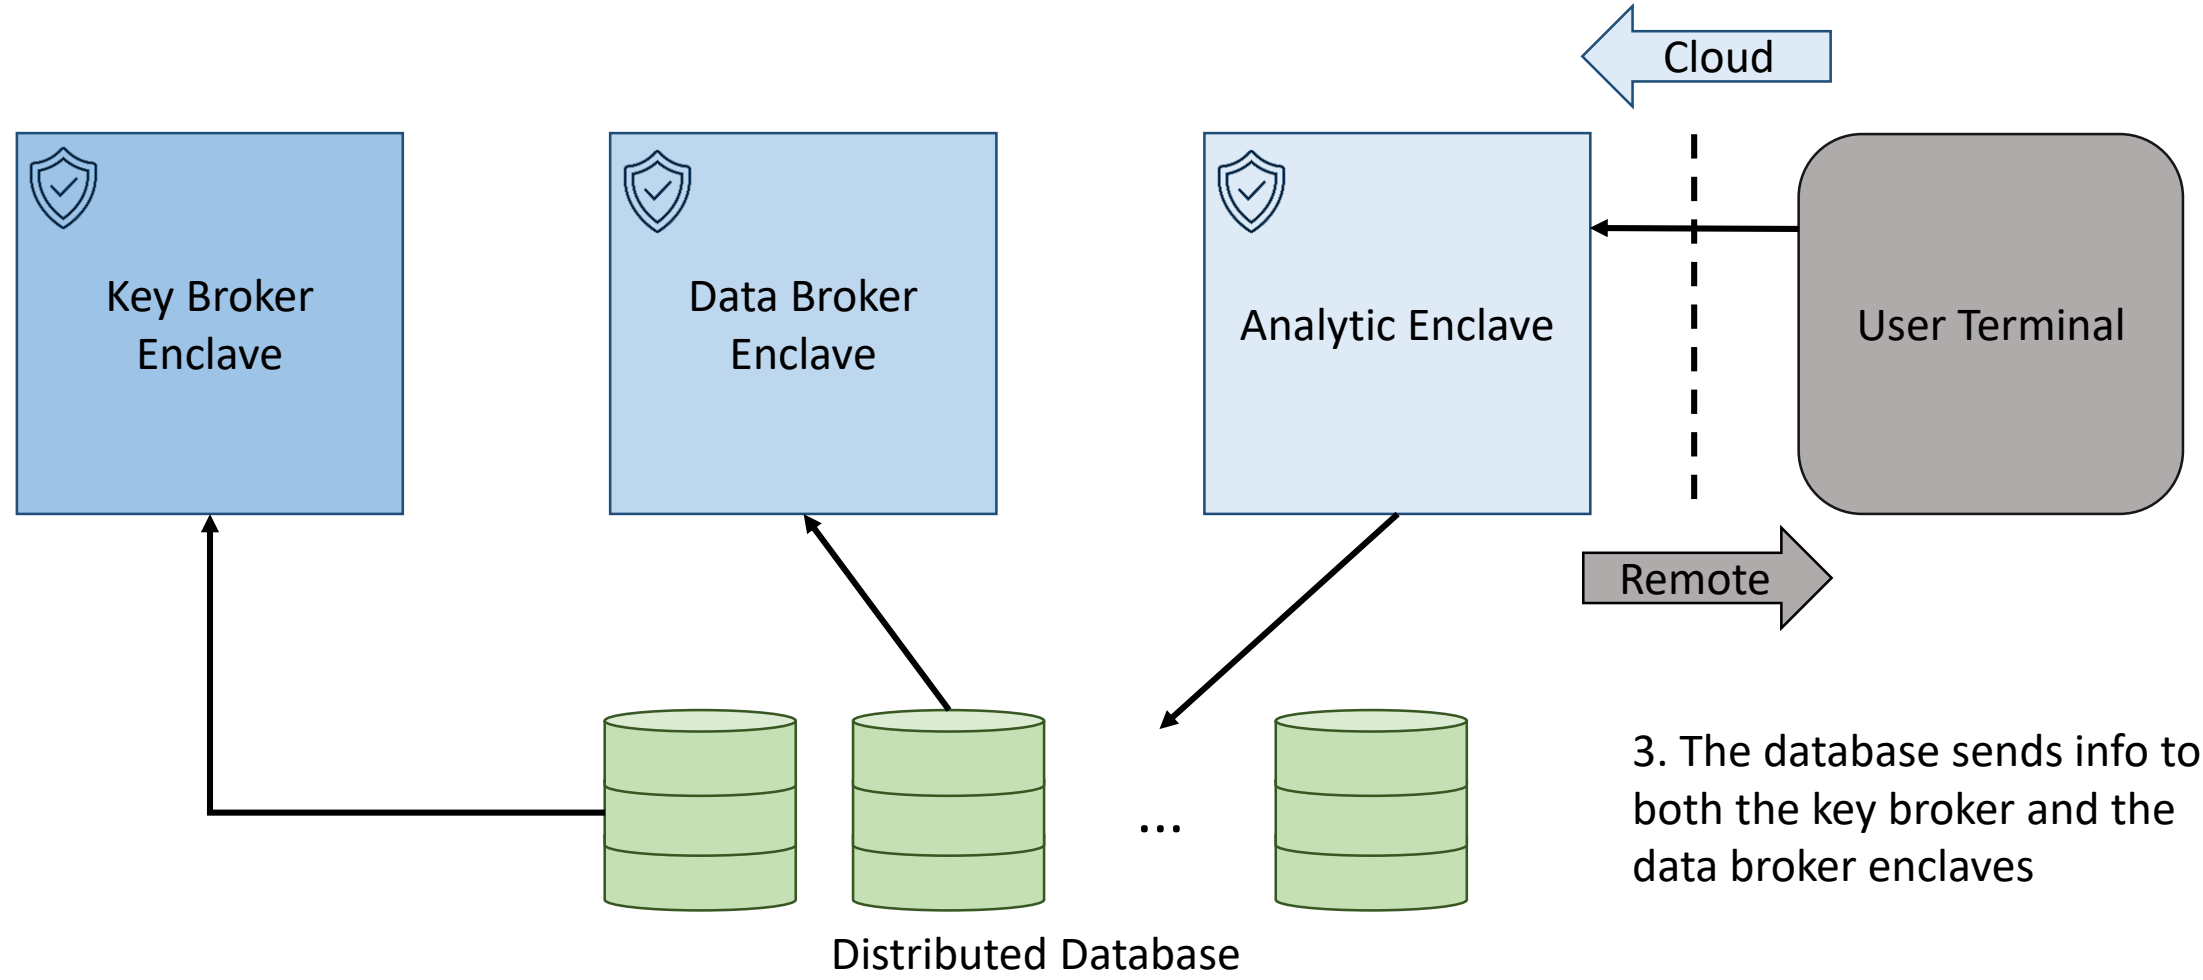 Cloud
Key Broker
Enclave
Data Broker
Enclave
Analytic Enclave
User Terminal
Remote
3. The database sends info to
both the key broker and the
data broker enclaves
...
Distributed Database